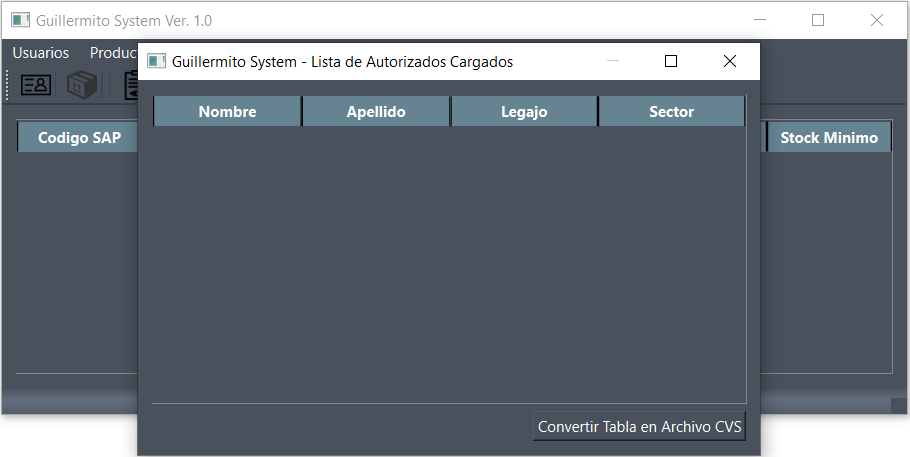 Guillermito System Ver. 1.0
Usuarios Produc
Guillermito System - Lista de Autorizados Cargados
Nombre Apellido Legajo Sector
Codigo SAP Stock Minimo
Convertir Tabla en Archivo CVS